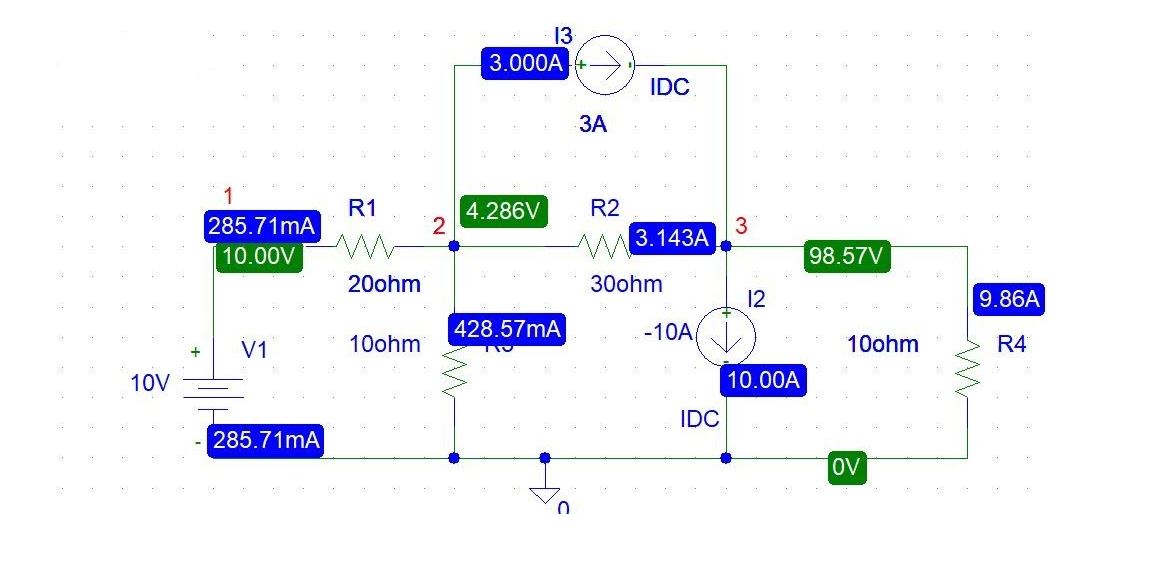 I3
3.000A
+
-
IDC
3A
1
285.71mA
10.00V
R1
20ohm
2
4.286V
R2
30ohm
3.143A
3
98.57V
9.86A
I2
+
-10A
-
10.00A
IDC
10ohm
R4
428.57mA
10ohm
+
V1
10V
-
285.71mA
0V
0